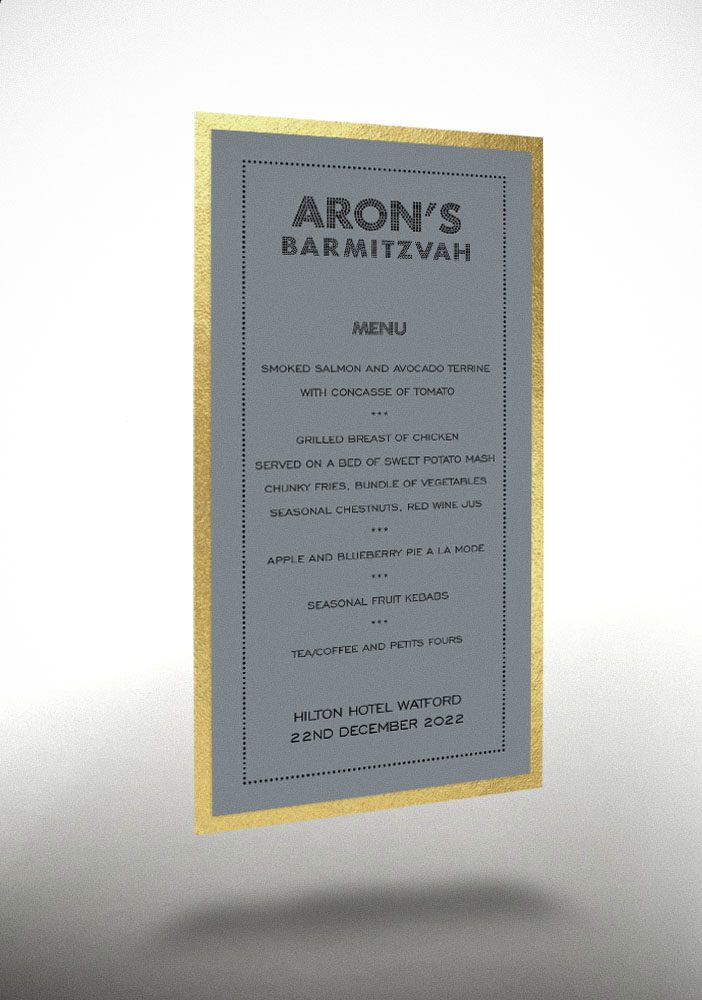 ARON'S
BARMITZVAH
MENU
SMOKED SALMON AND AVOCADO TERRINE
WITH CONCASSE OF TOMATO
***
GRILLED BREAST OF CHICKEN
SERVED ON A BED OF SWEET POTATO MASH
CHUNKY FRIES, BUNDLE OF VEGETABLES
SEASONAL CHESTNUTS, RED WINE JUS
***
APPLE AND BLUEBERRY PIE A LA MODE
***
SEASONAL FRUIT KEBABS
***
TEA/COFFEE AND PETITS FOURS
HILTON HOTEL WATFORD
22ND DECEMBER 2022